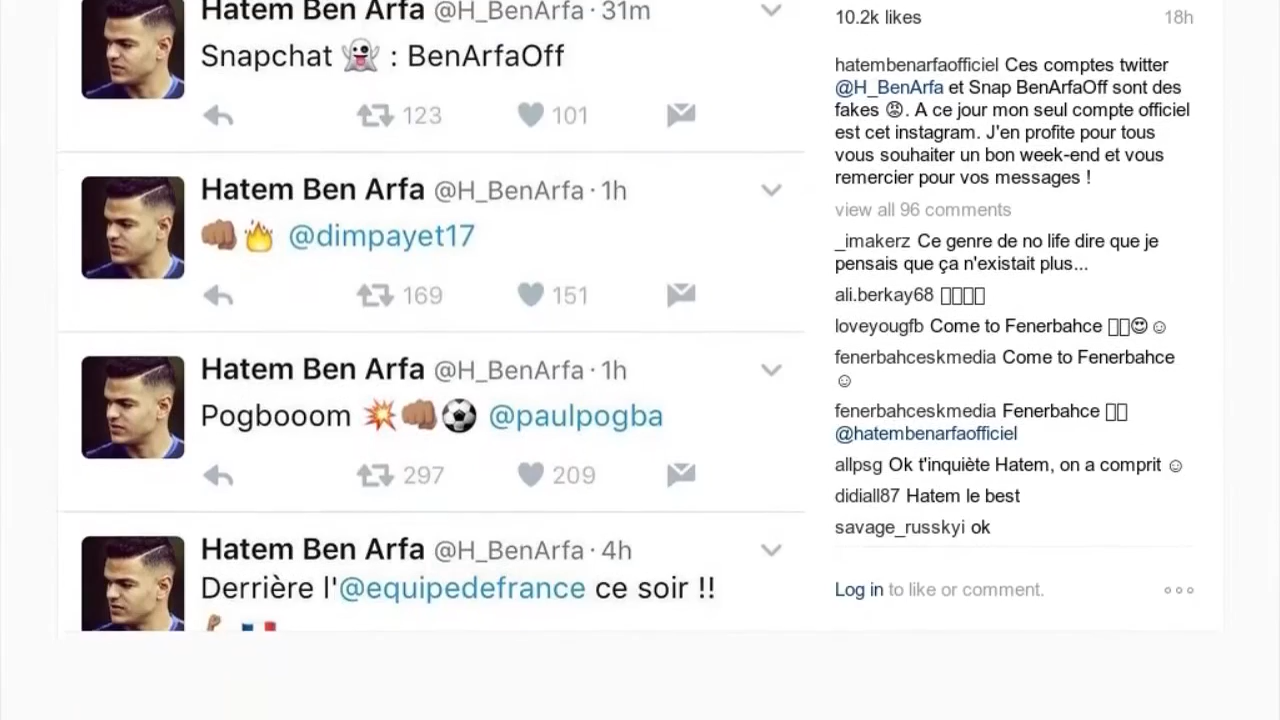 Hatem Ben Arfa @H_BenArfa · 31m
Snapchat 👻 : BenArfaOff
123 101
Hatem Ben Arfa @H_BenArfa · 1h
👊🏽🔥 @dimpayet17
169 151
Hatem Ben Arfa @H_BenArfa · 1h
Pogbooom 💥👊🏽⚽ @paulpogba
297 209
Hatem Ben Arfa @H_BenArfa · 4h
Derrière l'@equipedefrance ce soir !!
10.2k likes 18h
hatembenarfaofficiel Ces comptes twitter
@H_BenArfa et Snap BenArfaOff sont des
fakes 😡. A ce jour mon seul compte officiel
est cet instagram. J'en profite pour tous
vous souhaiter un bon week-end et vous
remercier pour vos messages !
view all 96 comments
_imakerz Ce genre de no life dire que je
pensais que ça n'existait plus...
ali.berkay68
loveyougfb Come to Fenerbahce 😍☺
fenerbahceskmedia Come to Fenerbahce
☺
fenerbahceskmedia Fenerbahce
@hatembenarfaofficiel
allpsg Ok t'inquiète Hatem, on a comprit ☺
didiall87 Hatem le best
savage_russkyi ok
Log in to like or comment.